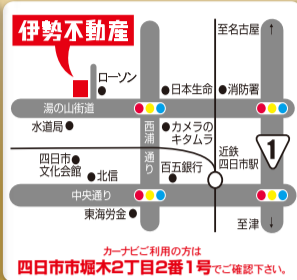 伊勢不動産
至名古屋
↑
ローソン
日本生命
消防署
湯の山街道
水道局
西浦通り
カメラの
キタムラ
1
近鉄
四日市駅
四日市
文化会館
北信
百五銀行
中央通り
東海労金
至津
↓
カーナビご利用の方は
四日市市堀木2丁目2番1号でご確認下さい。